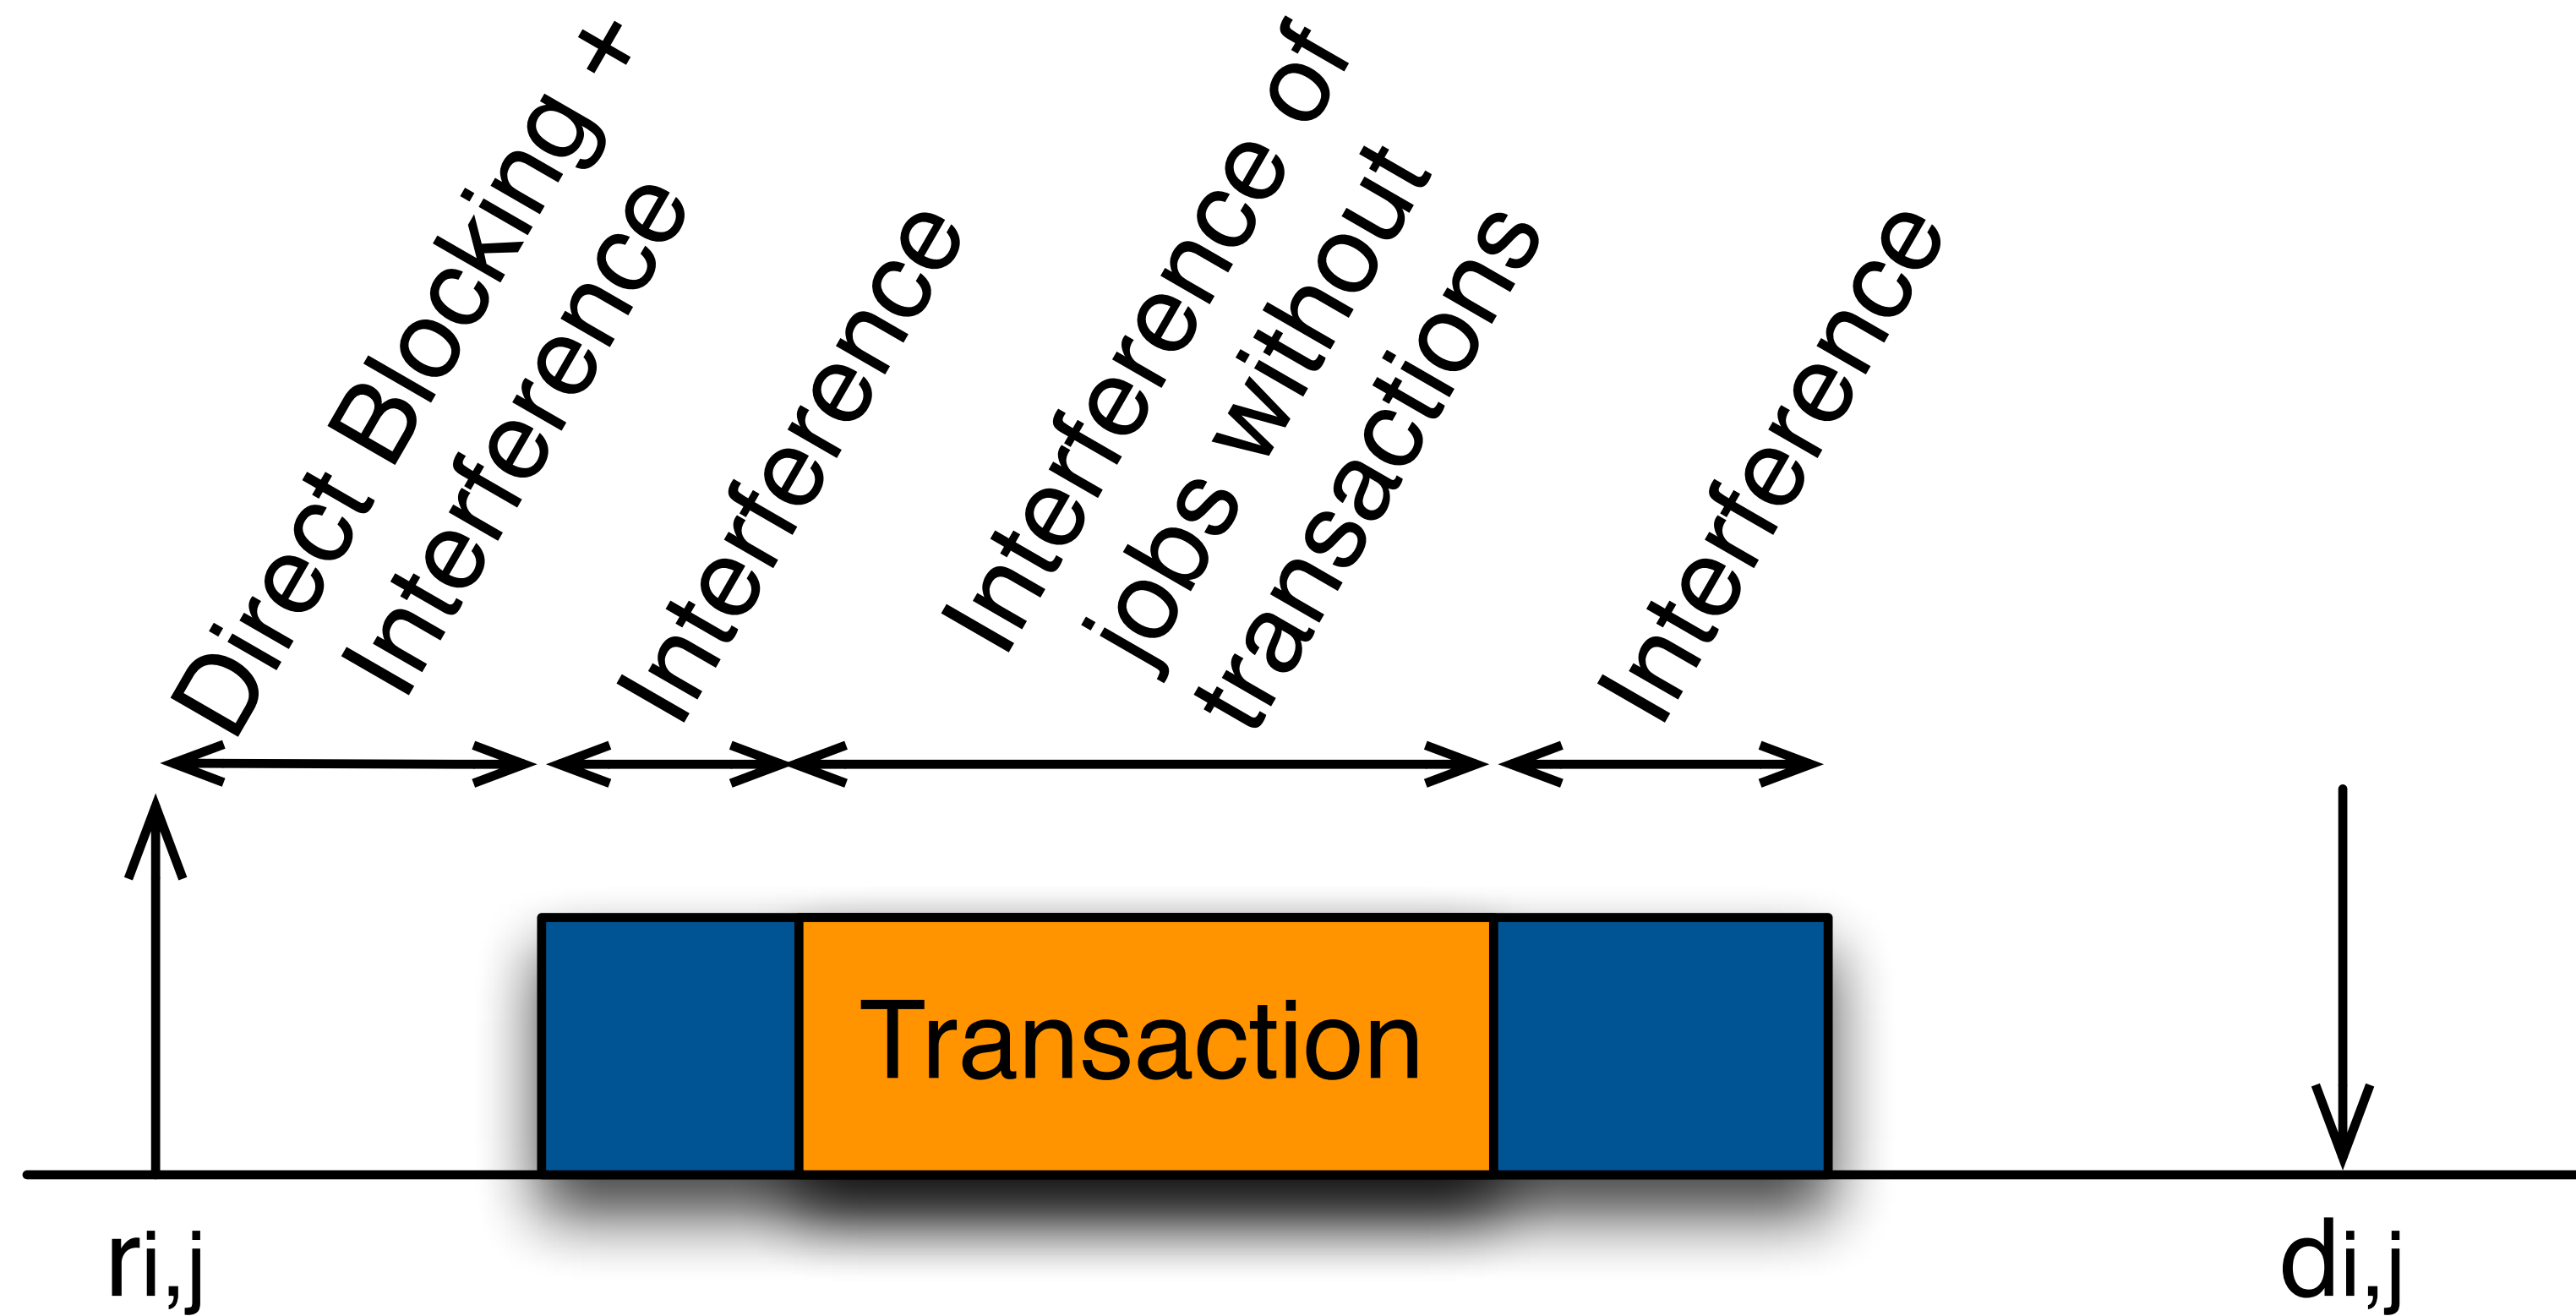 Direct Blocking +
Interference
Interference
Interference of
jobs without
transactions
Interference
Transaction
ri,j
di,j